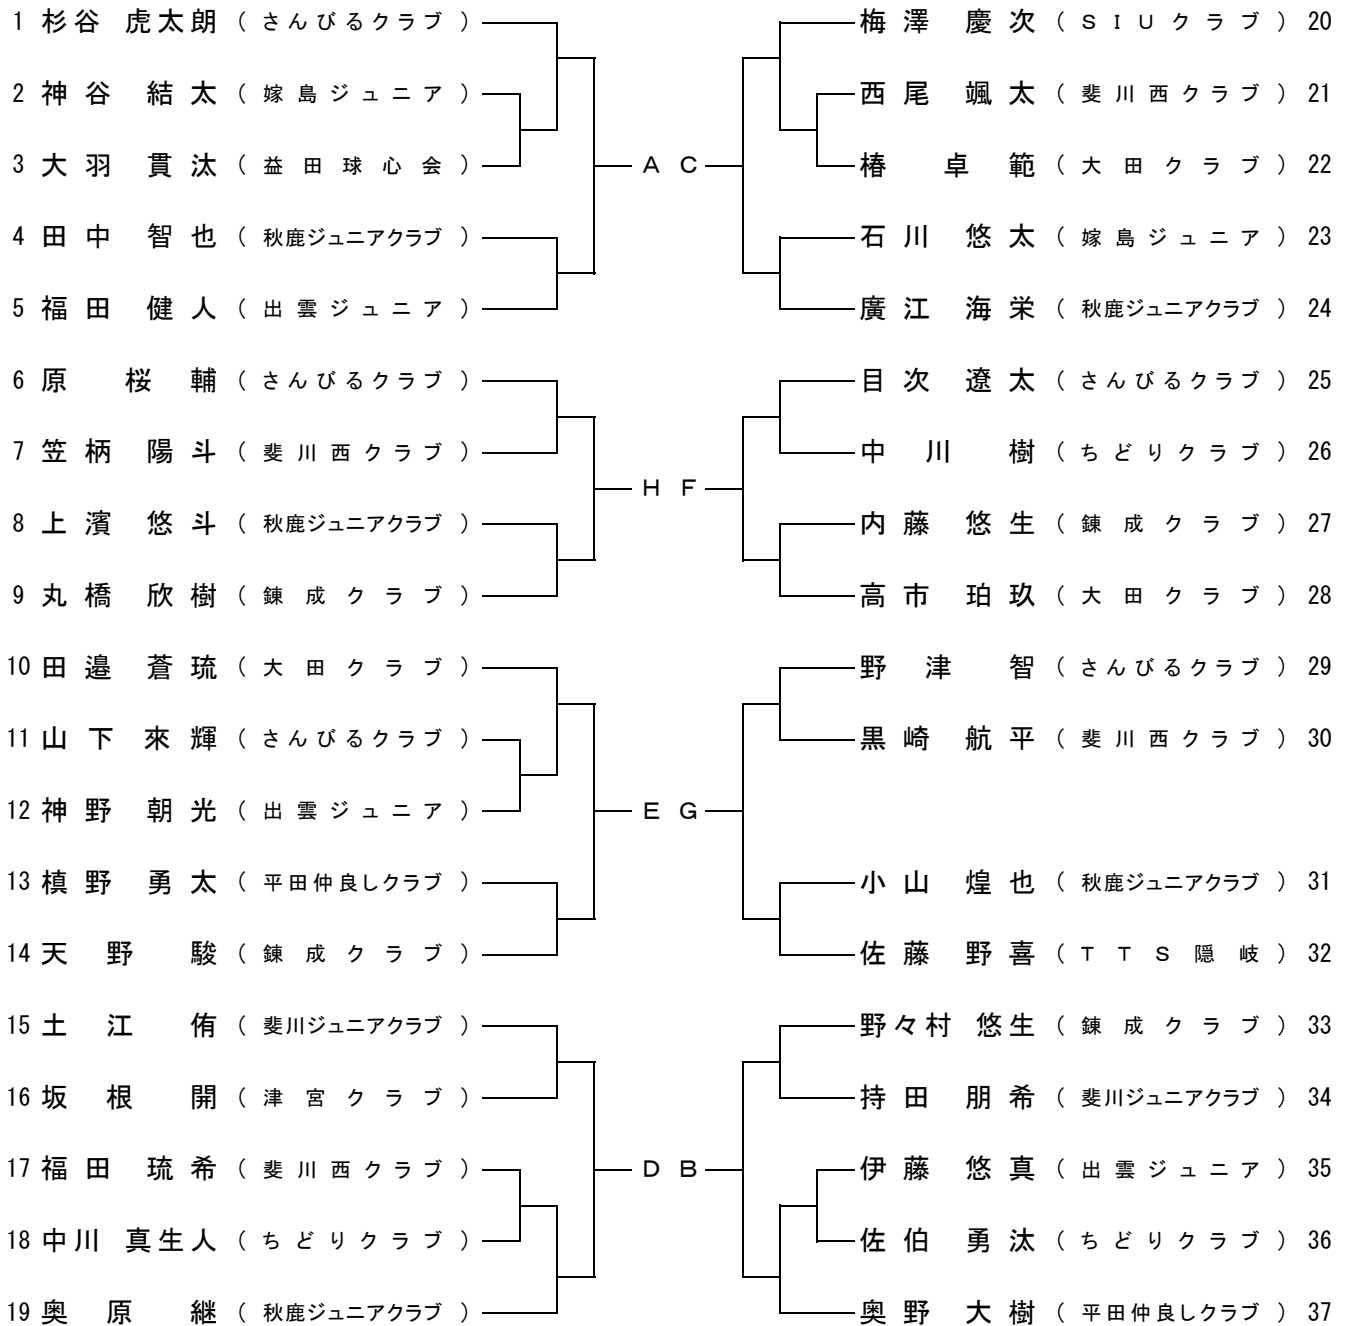 1 杉谷 虎太朗 （さんびるクラブ）
2 神谷 結太 （嫁島ジュニア）
3 大羽 貫汰 （益田球心会）
4 田中 智也 （秋鹿ジュニアクラブ）
5 福田 健人 （出雲ジュニア）
6 原 桜輔 （さんびるクラブ）
7 笠柄 陽斗 （斐川西クラブ）
8 上濱 悠斗 （秋鹿ジュニアクラブ）
9 丸橋 欣樹 （錬成クラブ）
10 田邉 蒼琉 （大田クラブ）
11 山下 來輝 （さんびるクラブ）
12 神野 朝光 （出雲ジュニア）
13 槙野 勇太 （平田仲良しクラブ）
14 天野 駿 （錬成クラブ）
15 土江 侑 （斐川ジュニアクラブ）
16 坂根 開 （津宮クラブ）
17 福田 琉希 （斐川西クラブ）
18 中川 真生人 （ちどりクラブ）
19 奥原 継 （秋鹿ジュニアクラブ）
A C
H F
E G
D B
梅澤 慶次 （SIUクラブ） 20
西尾 颯太 （斐川西クラブ） 21
椿 卓範 （大田クラブ） 22
石川 悠太 （嫁島ジュニア） 23
廣江 海栄 （秋鹿ジュニアクラブ） 24
目次 遼太 （さんびるクラブ） 25
中川 樹 （ちどりクラブ） 26
内藤 悠生 （錬成クラブ） 27
高市 珀玖 （大田クラブ） 28
野津 智 （さんびるクラブ） 29
黒崎 航平 （斐川西クラブ） 30
小山 煌也 （秋鹿ジュニアクラブ） 31
佐藤 野喜 （TTS隠岐） 32
野々村 悠生 （錬成クラブ） 33
持田 朋希 （斐川ジュニアクラブ） 34
伊藤 悠真 （出雲ジュニア） 35
佐伯 勇汰 （ちどりクラブ） 36
奥野 大樹 （平田仲良しクラブ） 37